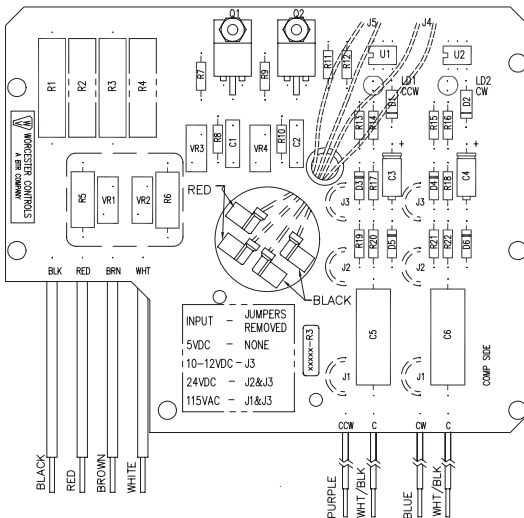 Q1 Q2 J5 J4
R1 R2 R3 R4 R7 R9 R11 R12 U1 U2
LD1 CCW
LD2 CW
D1 D2
R8 C1 R10 C2 R13 R14 R15 R16
VR3 VR4
+ +
WORCESTER CONTROLS
A BTR COMPANY
R5 VR1 VR2 R6
RED
D3 R17 C3 D4 R18 C4
J3 J3
R19 R20 D5 R21 R22 D6
J2 J2
BLK RED BRN WHT
BLACK
INPUT – JUMPERS REMOVED
5VDC – NONE
10–12VDC – J3
24VDC – J2&J3
115VAC – J1&J3
xxxxx–R3
C5 C6
J1 J1
COMP SIDE
CCW C CW C
BLACK
RED
BROWN
WHITE
PURPLE
WHT/BLK
BLUE
WHT/BLK